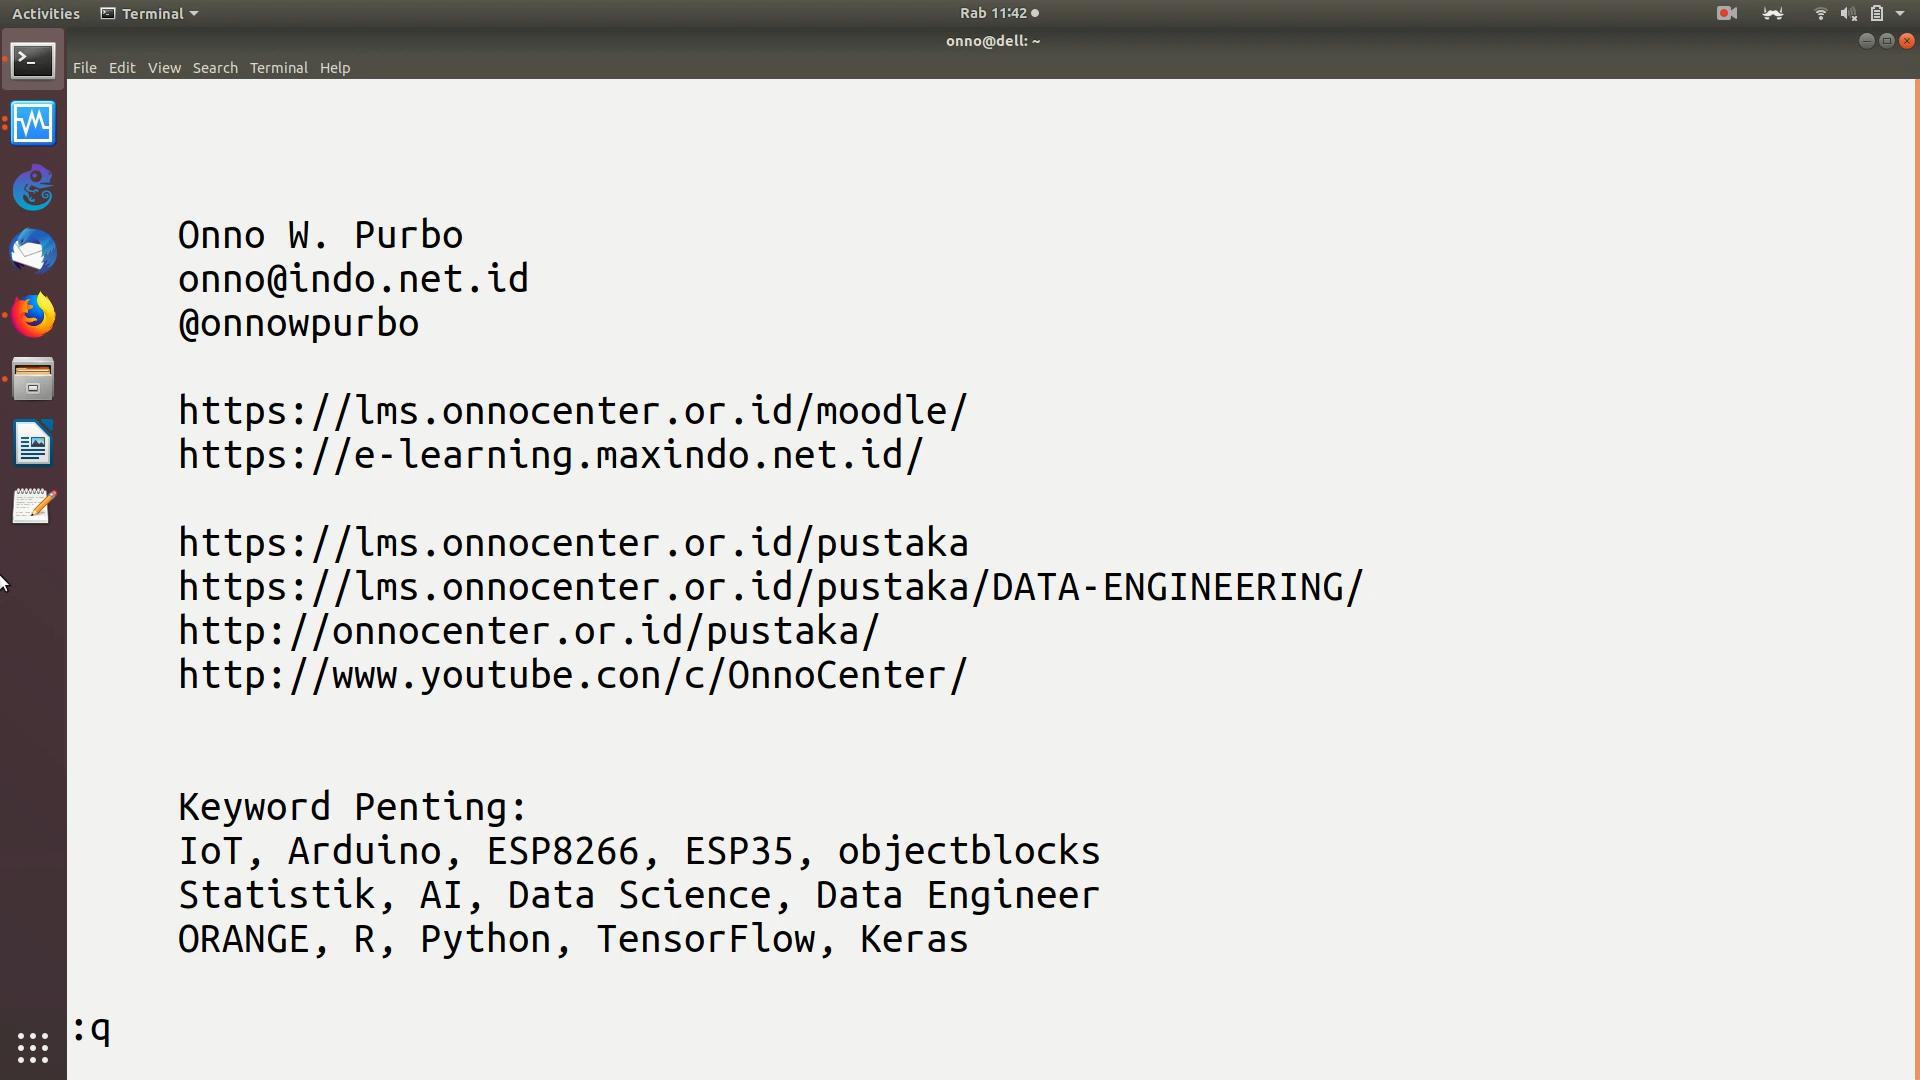 Activities Terminal Rab 11:42
onno@dell: ~
File Edit View Search Terminal Help
Onno W. Purbo
onno@indo.net.id
@onnowpurbo
https://lms.onnocenter.or.id/moodle/
https://e-learning.maxindo.net.id/
https://lms.onnocenter.or.id/pustaka
https://lms.onnocenter.or.id/pustaka/DATA-ENGINEERING/
http://onnocenter.or.id/pustaka/
http://www.youtube.con/c/OnnoCenter/
Keyword Penting:
IoT, Arduino, ESP8266, ESP35, objectblocks
Statistik, AI, Data Science, Data Engineer
ORANGE, R, Python, TensorFlow, Keras
:q